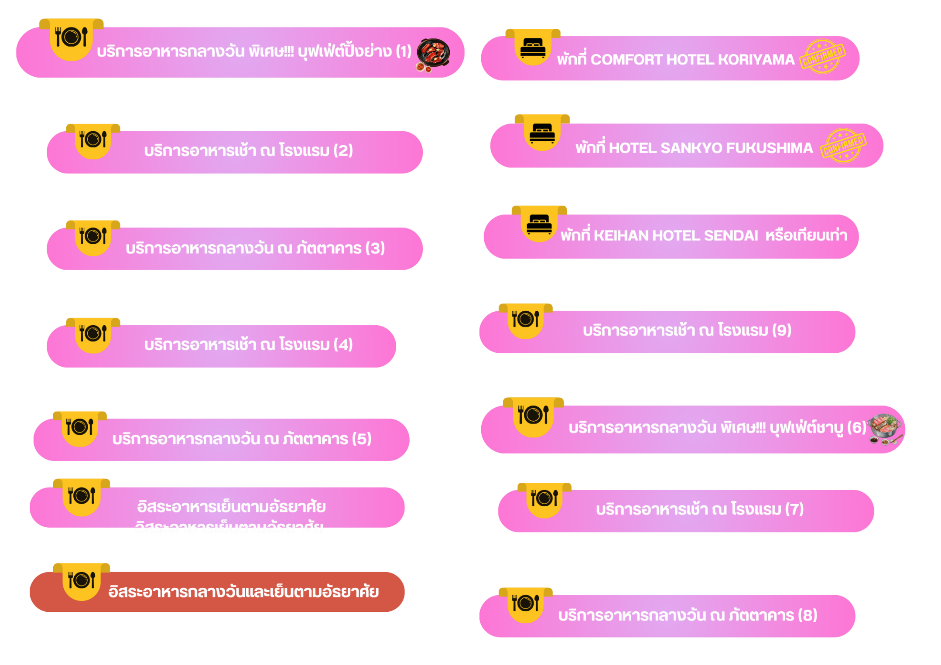 บริการอาหารกลางวัน พิเศษ!!! บุฟเฟ่ต์ปิ้งย่าง (1)
บริการอาหารเช้า ณ โรงแรม (2)
บริการอาหารกลางวัน ณ ภัตตาคาร (3)
บริการอาหารเช้า ณ โรงแรม (4)
บริการอาหารกลางวัน ณ ภัตตาคาร (5)
อิสระอาหารเย็นตามอัธยาศัย
อิสระอาหารเย็นตามอัธยาศัย
อิสระอาหารกลางวันและเย็นตามอัธยาศัย
พักที่ COMFORT HOTEL KORIYAMA
CONFIRMED
พักที่ HOTEL SANKYO FUKUSHIMA
CONFIRMED
พักที่ KEIHAN HOTEL SENDAI หรือเทียบเท่า
บริการอาหารเช้า ณ โรงแรม (9)
บริการอาหารกลางวัน พิเศษ!!! บุฟเฟ่ต์ชาบู (6)
บริการอาหารเช้า ณ โรงแรม (7)
บริการอาหารกลางวัน ณ ภัตตาคาร (8)